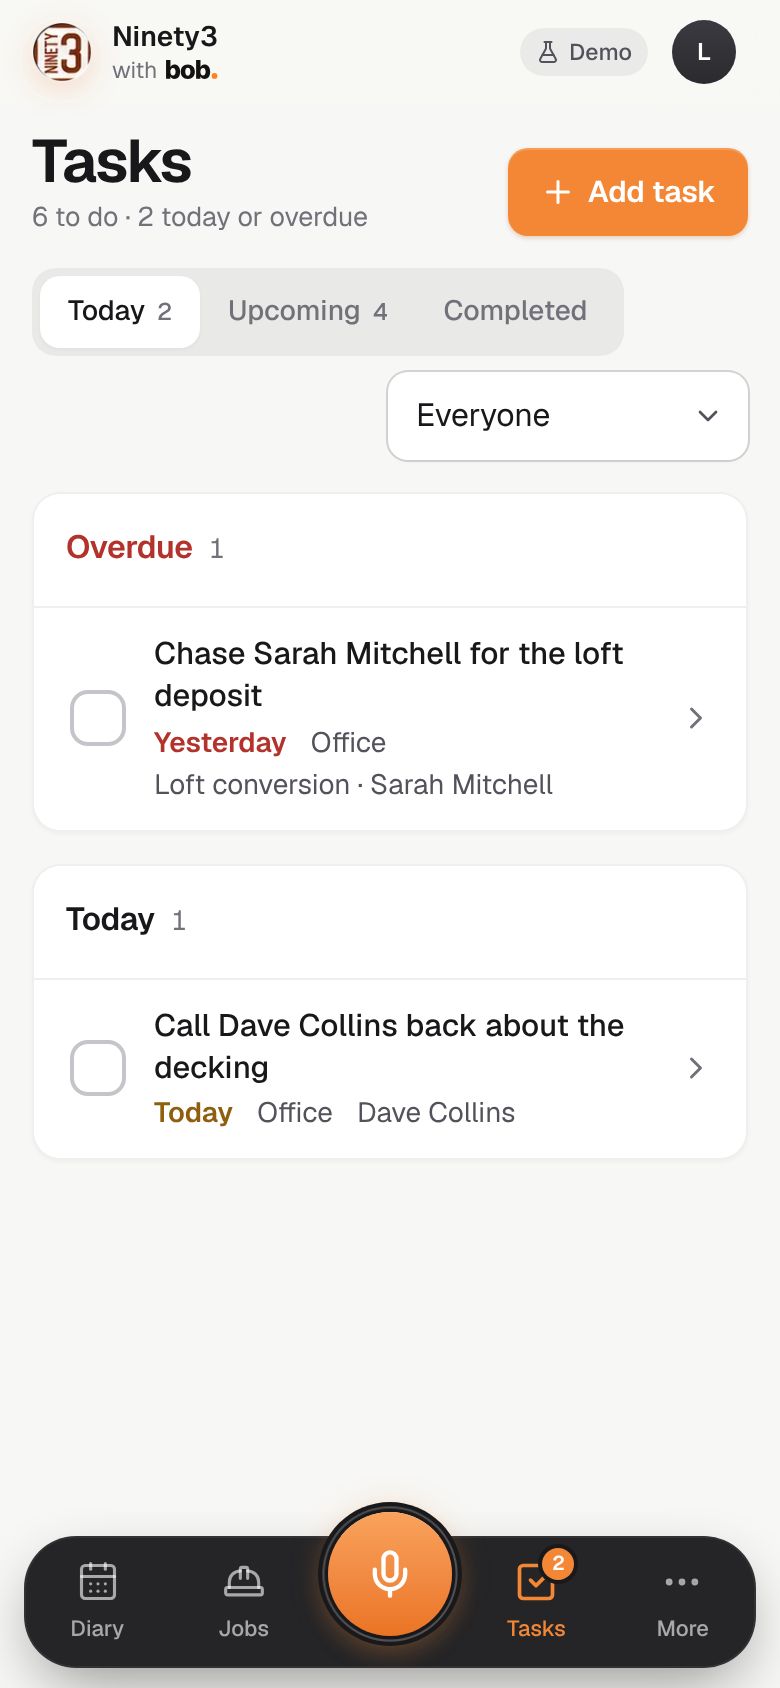 NINETY 3
Ninety3
with bob.
Demo
L
Tasks
6 to do · 2 today or overdue
+ Add task
Today 2
Upcoming 4
Completed
Everyone
Overdue 1
Chase Sarah Mitchell for the loft
deposit
Yesterday Office
Loft conversion · Sarah Mitchell
Today 1
Call Dave Collins back about the
decking
Today Office Dave Collins
2
Diary
Jobs
Tasks
More